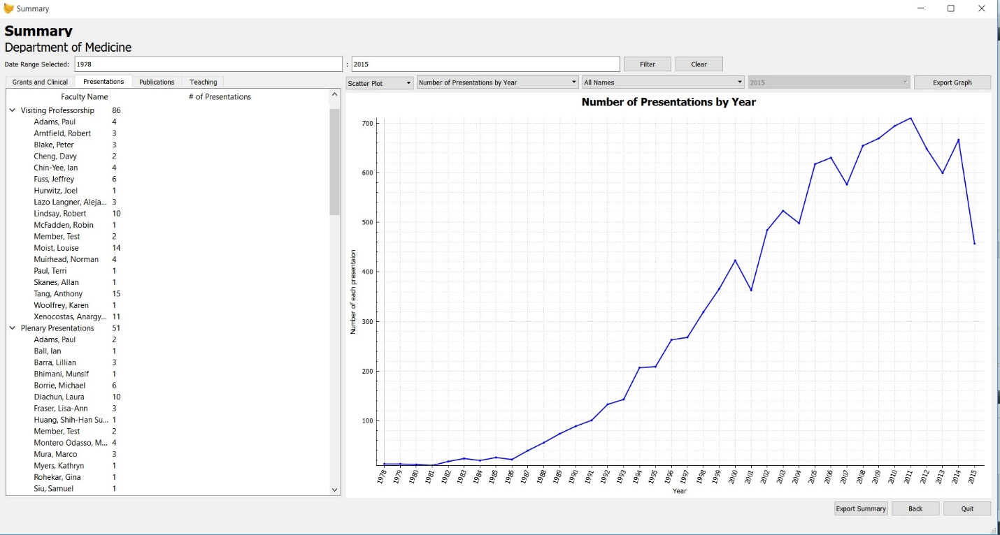 Summary
Summary
Department of Medicine
Date Range Selected: 1978 : 2015 Filter Clear
Grants and Clinical Presentations Publications Teaching
Faculty Name # of Presentations
Visiting Professorship 86
Adams, Paul 4
Arntfield, Robert 3
Blake, Peter 3
Cheng, Davy 2
Chin-Yee, Ian 4
Fuss, Jeffrey 6
Hurwitz, Joel 1
Lazo Langner, Aleja... 3
Lindsay, Robert 10
McFadden, Robin 1
Member, Test 2
Moist, Louise 14
Muirhead, Norman 4
Paul, Terri 1
Skanes, Allan 1
Tang, Anthony 15
Woolfrey, Karen 1
Xenocostas, Anargy... 11
Plenary Presentations 51
Adams, Paul 2
Ball, Ian 1
Barra, Lillian 3
Bhimani, Munsif 1
Borrie, Michael 6
Diachun, Laura 10
Fraser, Lisa-Ann 3
Huang, Shih-Han Su... 1
Member, Test 2
Montero Odasso, M... 4
Mura, Marco 3
Myers, Kathryn 1
Rohekar, Gina 1
Siu, Samuel 1
Scatter Plot Number of Presentations by Year All Names 2015 Export Graph
Number of Presentations by Year
Number of each presentaion
700
600
500
400
300
200
100
1978 1979 1980 1981 1982 1983 1984 1985 1986 1987 1988 1989 1990 1991 1992 1993 1994 1995 1996 1997 1998 1999 2000 2001 2002 2003 2004 2005 2006 2007 2008 2009 2010 2011 2012 2013 2014 2015
Year
Export Summary Back Quit